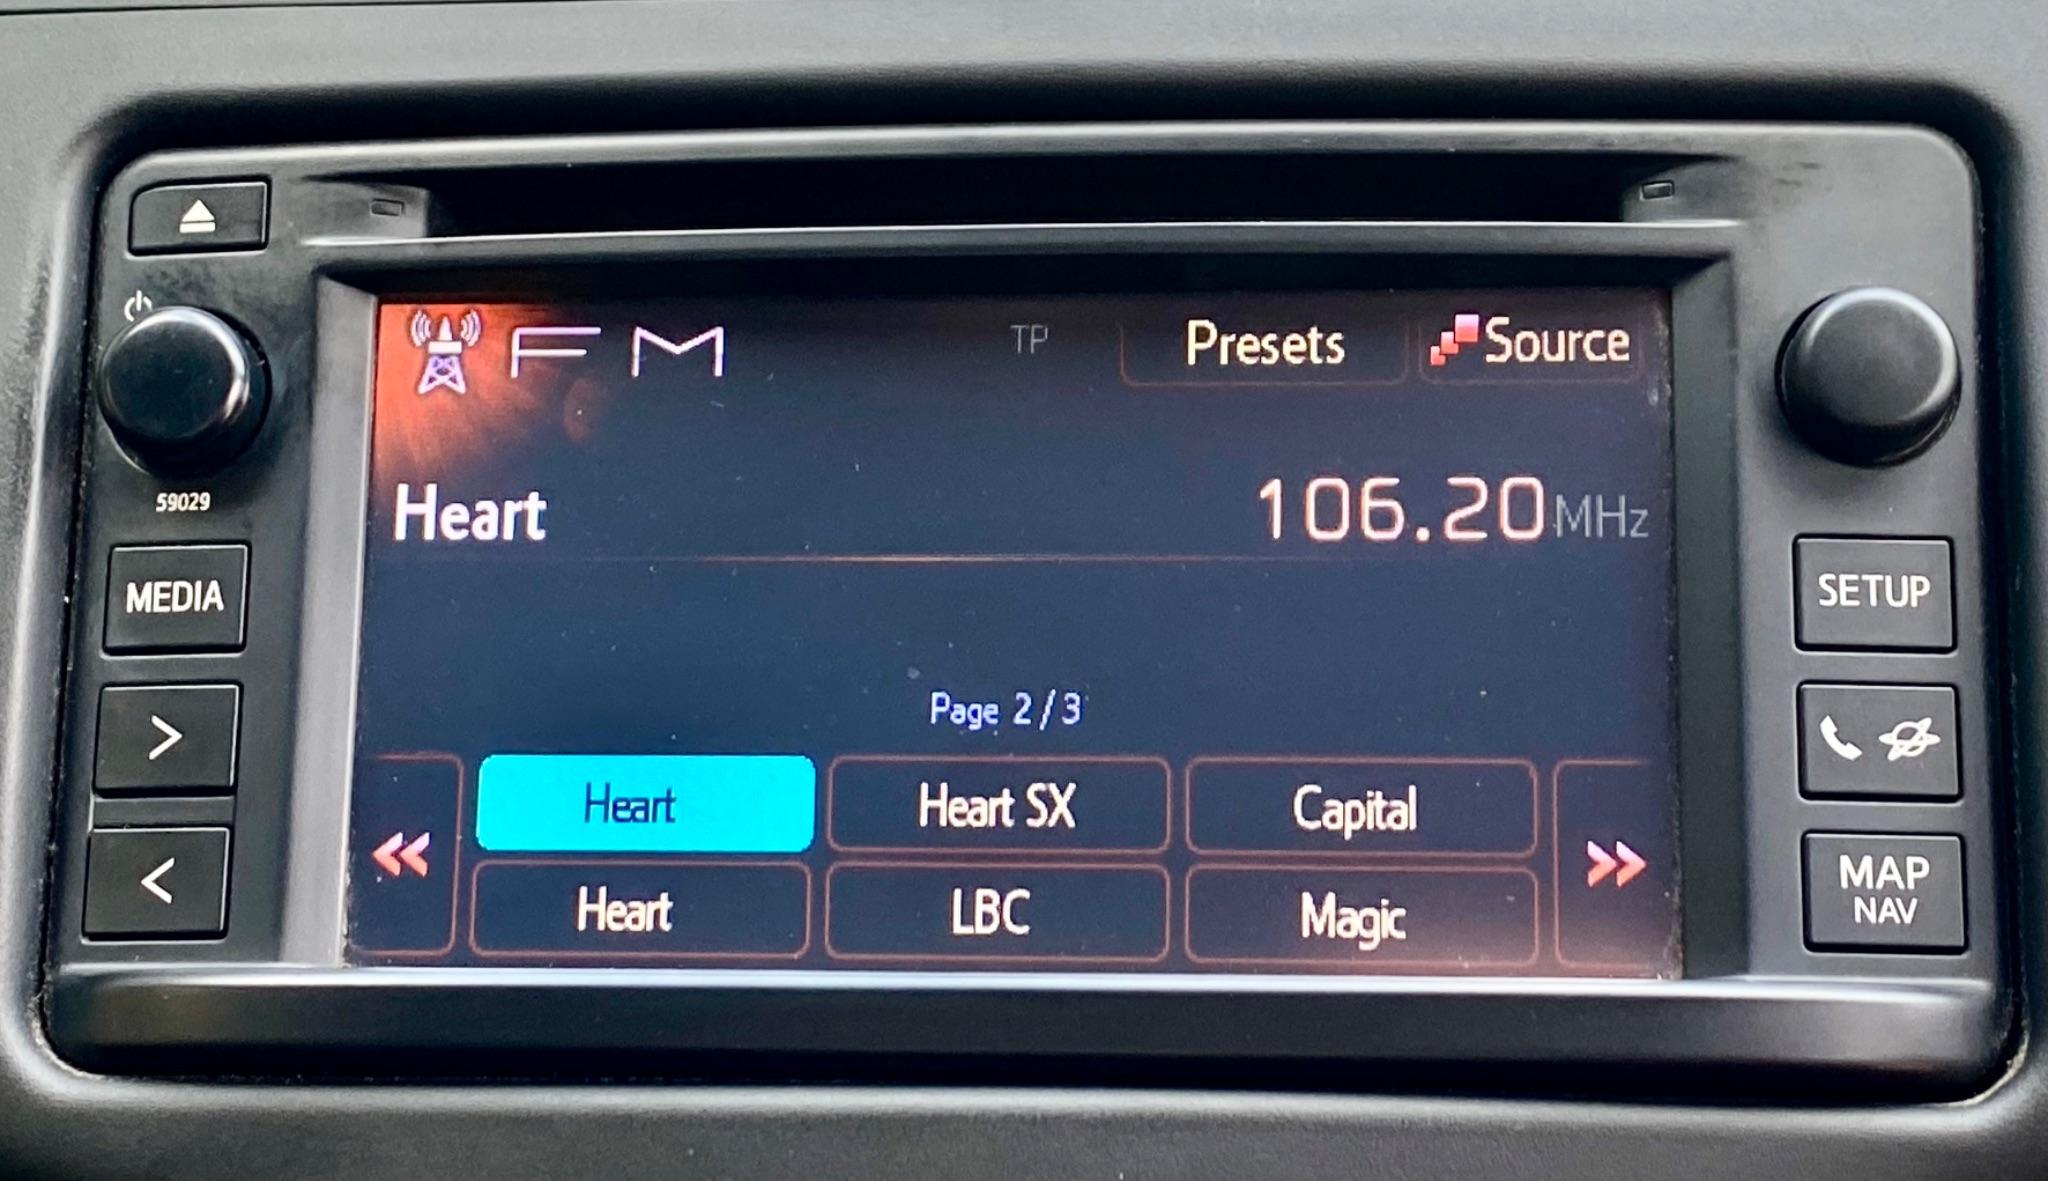 FM TP Presets Source
59029
Heart 106.20MHz
MEDIA
SETUP
Page 2/3
Heart Heart SX Capital
Heart LBC Magic
MAP
NAV